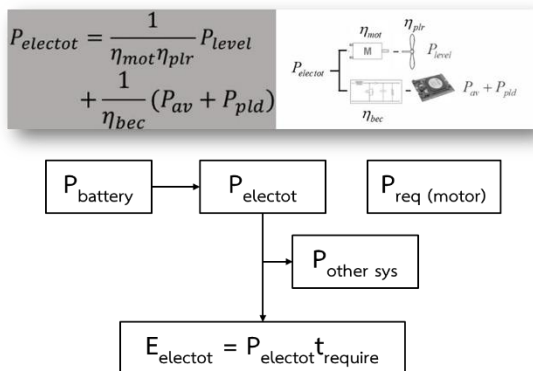 P_electot = 1/(η_mot η_plr) P_level
+ 1/η_bec (P_av + P_pld)
η_mot η_plr
M
P_level
P_electot
P_av + P_pld
η_bec
P_battery
P_electot
P_req (motor)
P_other sys
E_electot = P_electot t_require